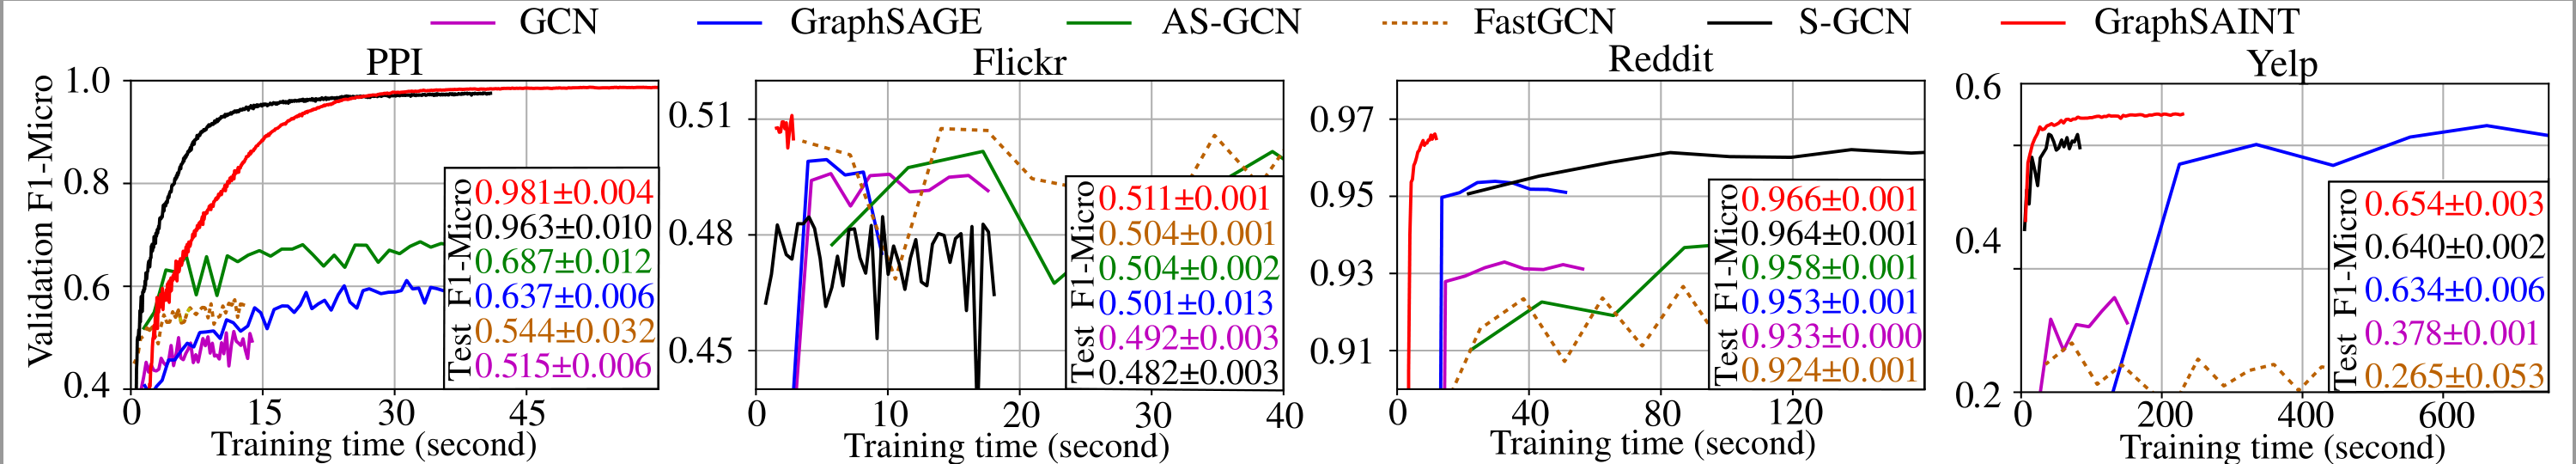 GCN GraphSAGE AS-GCN FastGCN S-GCN GraphSAINT
PPI
Validation F1-Micro
1.0
0.8
0.6
0.4
0 15 30 45
Training time (second)
Test F1-Micro
0.981±0.004
0.963±0.010
0.687±0.012
0.637±0.006
0.544±0.032
0.515±0.006
Flickr
0.51
0.48
0.45
0 10 20 30 40
Training time (second)
Test F1-Micro
0.511±0.001
0.504±0.001
0.504±0.002
0.501±0.013
0.492±0.003
0.482±0.003
Reddit
0.97
0.95
0.93
0.91
0 40 80 120
Training time (second)
Test F1-Micro
0.966±0.001
0.964±0.001
0.958±0.001
0.953±0.001
0.933±0.000
0.924±0.001
Yelp
0.6
0.4
0.2
0 200 400 600
Training time (second)
Test F1-Micro
0.654±0.003
0.640±0.002
0.634±0.006
0.378±0.001
0.265±0.053